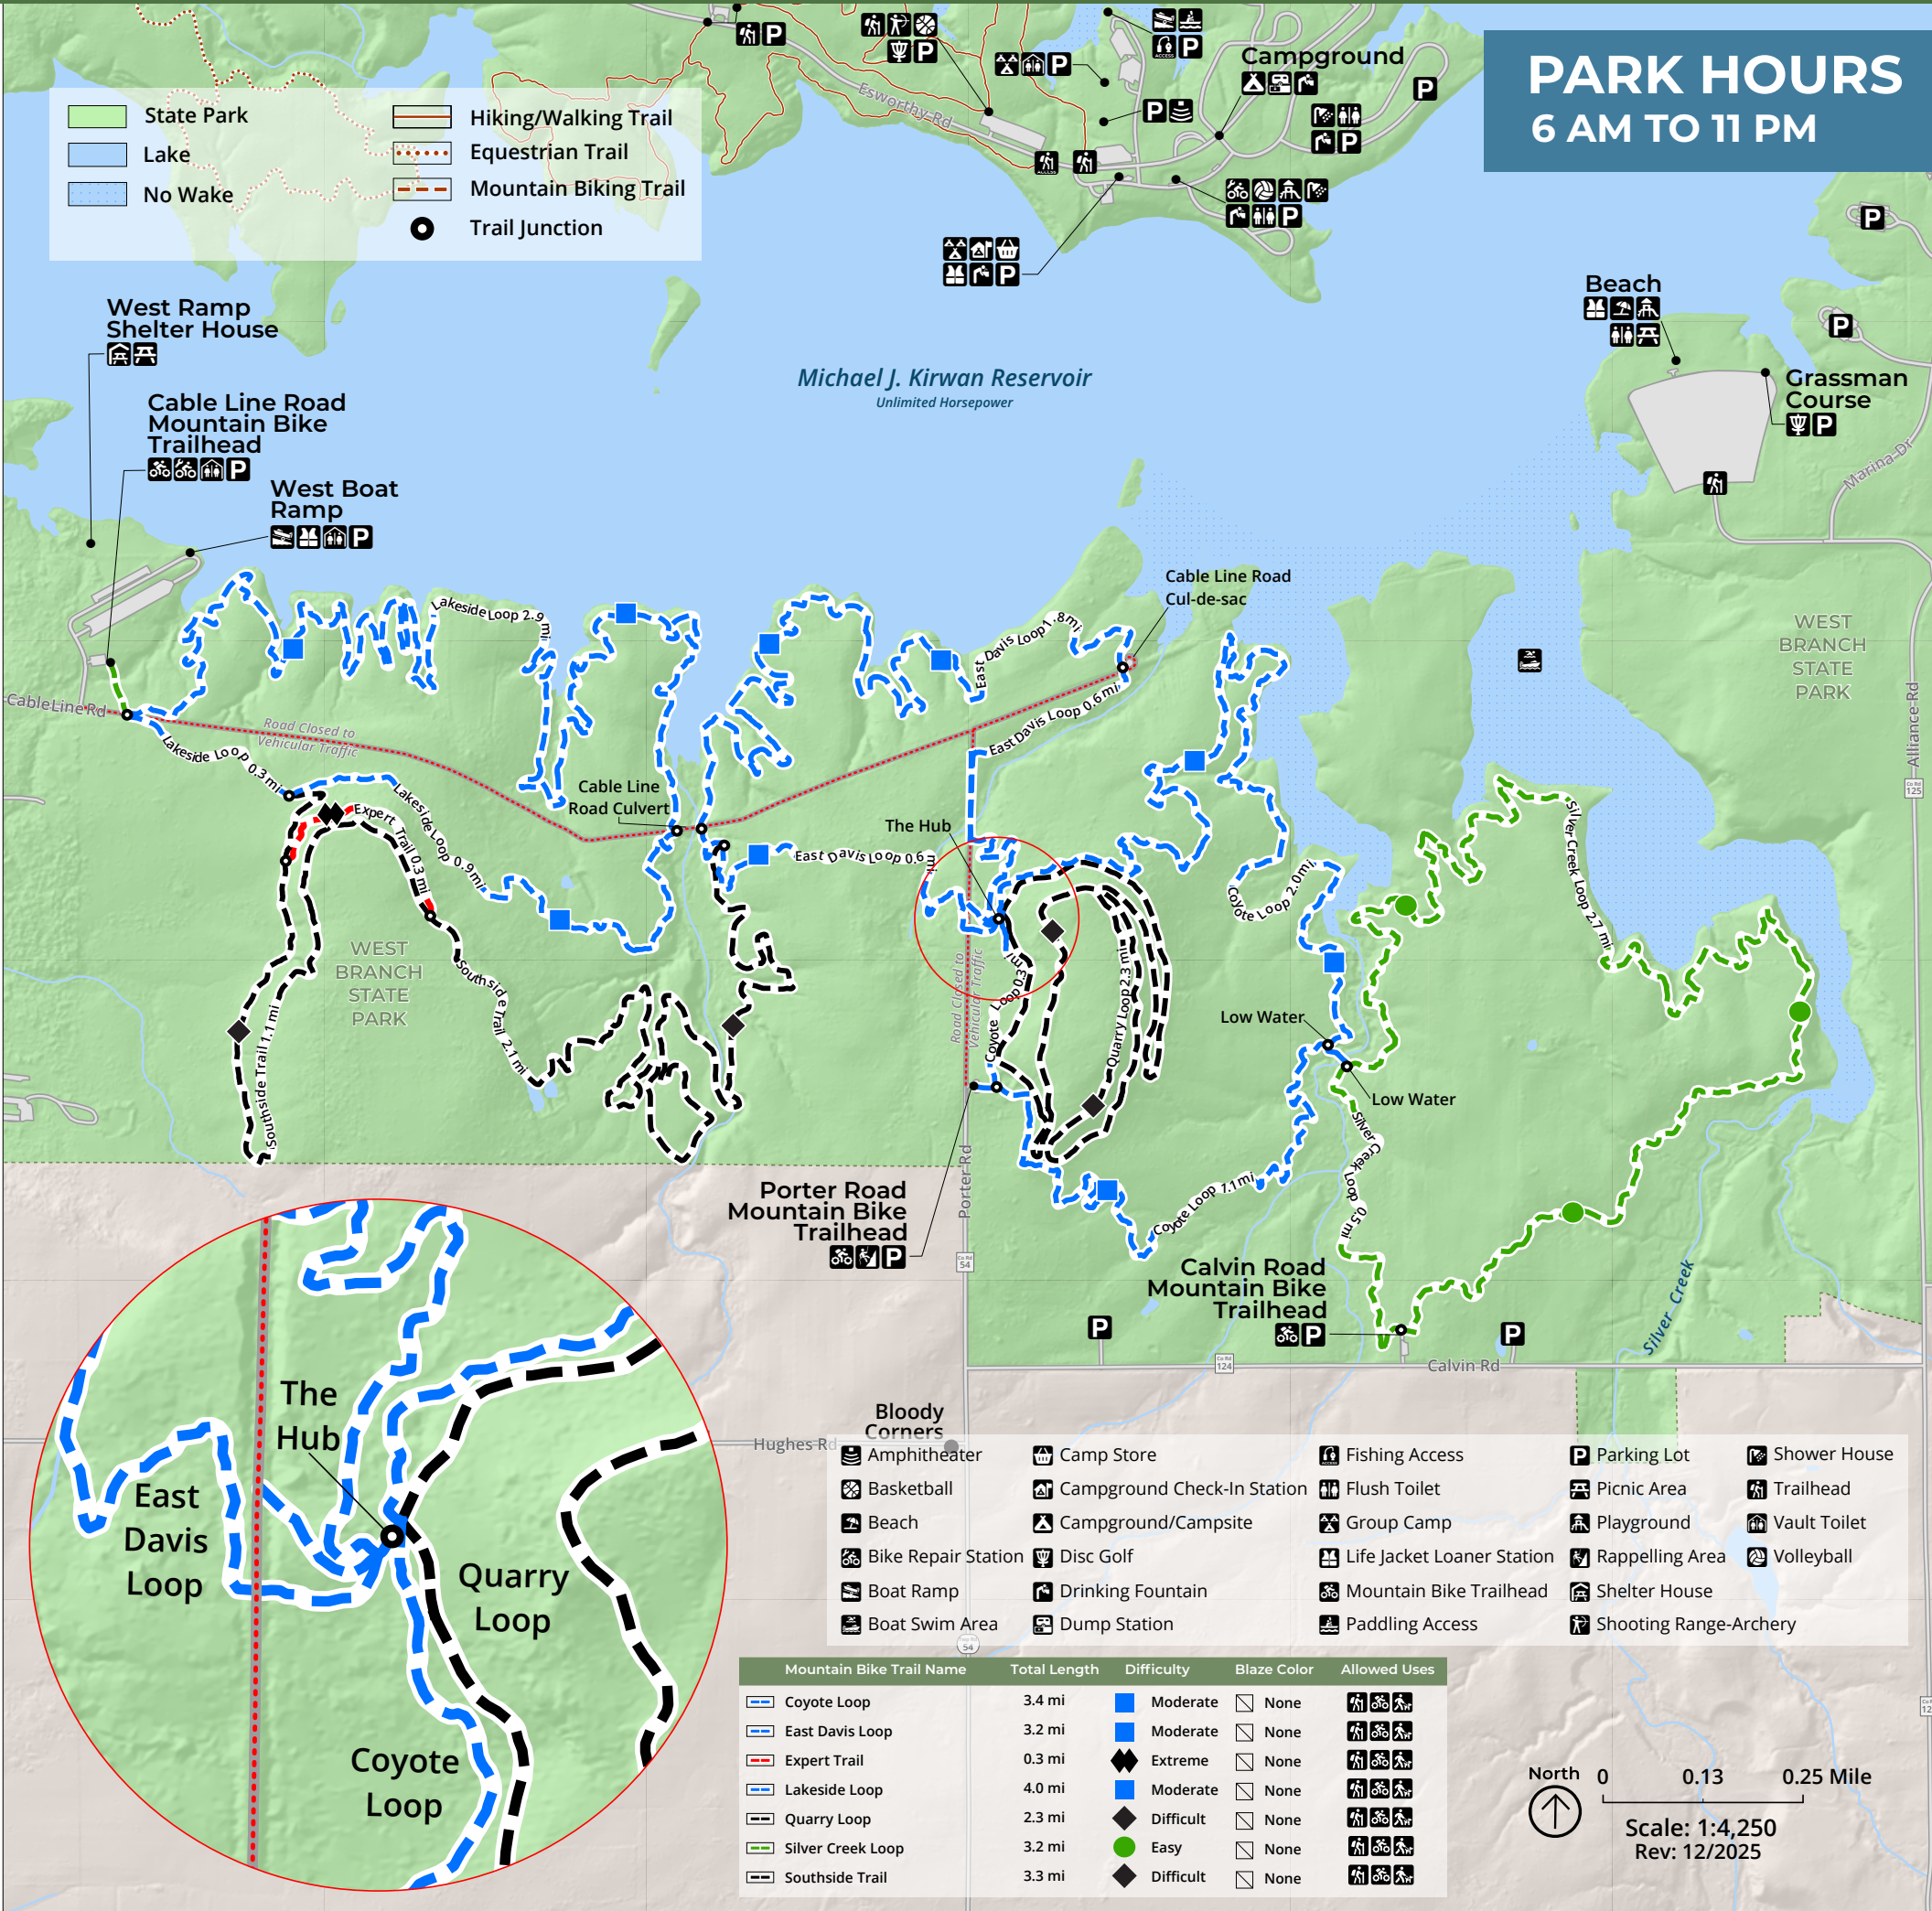 PARK HOURS
6 AM TO 11 PM
State Park
Lake
No Wake
Hiking/Walking Trail
Equestrian Trail
Mountain Biking Trail
Trail Junction
Esworthy Rd
Campground
P
P
P
P
P
P
P
P
P
P
P
ACCESS
ACCESS
West Ramp
Shelter House
Cable Line Road
Mountain Bike
Trailhead
P
West Boat
Ramp
P
Michael J. Kirwan Reservoir
Unlimited Horsepower
Beach
Grassman
Course
P
Marina Dr
Alliance Rd
Co Rd
125
WEST
BRANCH
STATE
PARK
Cable Line Road
Cul-de-sac
Lakeside Loop 2.9 mi
East Davis Loop 1.8 mi
East Davis Loop 0.6 mi
Cable Line Rd
Road Closed to
Vehicular Traffic
Lakeside Loop 0.3 mi
Cable Line
Road Culvert
Expert Trail 0.3 mi
Lakeside Loop 0.9 mi
The Hub
East Davis Loop 0.6 mi
Coyote Loop 2.0 mi
Silver Creek Loop 2.7 mi
WEST
BRANCH
STATE
PARK
Southside Trail 1.1 mi
Southside Trail 2.1 mi
Road Closed to
Vehicular Traffic
Coyote Loop 0.3 mi
Quarry Loop 2.3 mi
Low Water
Low Water
Silver Creek Loop 0.5 mi
Coyote Loop 1.1 mi
Porter Road
Mountain Bike
Trailhead
P
Porter Rd
Co Rd
54
Calvin Road
Mountain Bike
Trailhead
P
P
P
Silver Creek
Co Rd
124
Calvin Rd
Bloody
Corners
Hughes Rd
The
Hub
East
Davis
Loop
Quarry
Loop
Coyote
Loop
Amphitheater
Basketball
Beach
Bike Repair Station
Boat Ramp
Boat Swim Area
Camp Store
Campground Check-In Station
Campground/Campsite
Disc Golf
Drinking Fountain
Dump Station
Fishing Access
Flush Toilet
Group Camp
Life Jacket Loaner Station
Mountain Bike Trailhead
Paddling Access
P Parking Lot
Picnic Area
Playground
Rappelling Area
Shelter House
Shooting Range-Archery
Shower House
Trailhead
Vault Toilet
Volleyball
54
Mountain Bike Trail Name Total Length Difficulty Blaze Color Allowed Uses
Coyote Loop 3.4 mi Moderate None
East Davis Loop 3.2 mi Moderate None
Expert Trail 0.3 mi Extreme None
Lakeside Loop 4.0 mi Moderate None
Quarry Loop 2.3 mi Difficult None
Silver Creek Loop 3.2 mi Easy None
Southside Trail 3.3 mi Difficult None
North
0 0.13 0.25 Mile
Scale: 1:4,250
Rev: 12/2025